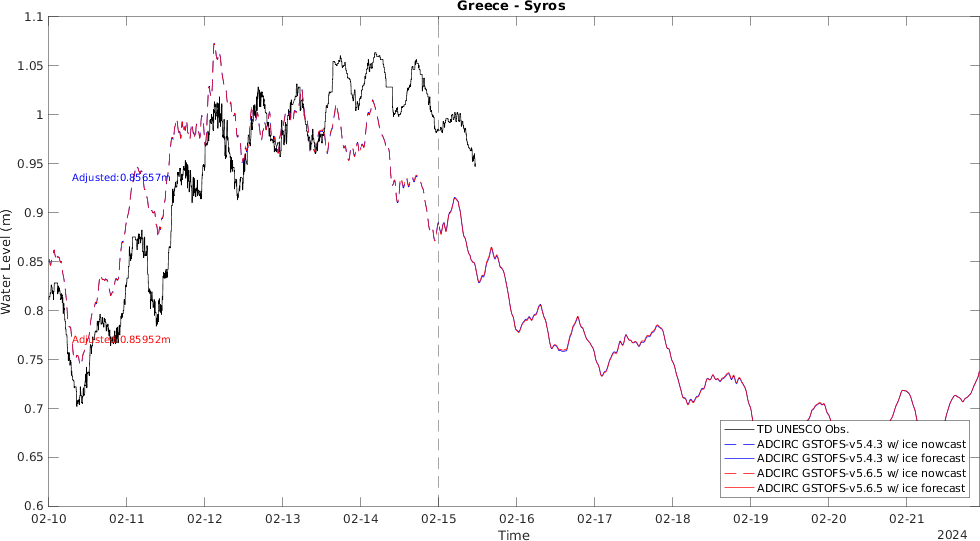 Greece - Syros
Water Level (m)
1.1
1.05
1
0.95
0.9
0.85
0.8
0.75
0.7
0.65
0.6
Adjusted:0.85657m
Adjusted:0.85952m
TD UNESCO Obs.
ADCIRC GSTOFS-v5.4.3 w/ ice nowcast
ADCIRC GSTOFS-v5.4.3 w/ ice forecast
ADCIRC GSTOFS-v5.6.5 w/ ice nowcast
ADCIRC GSTOFS-v5.6.5 w/ ice forecast
02-10 02-11 02-12 02-13 02-14 02-15 02-16 02-17 02-18 02-19 02-20 02-21
Time
2024